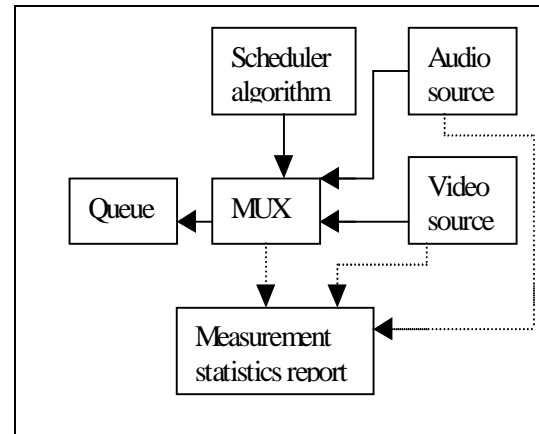 Scheduler
algorithm
Audio
source
Queue
MUX
Video
source
Measurement
statistics report